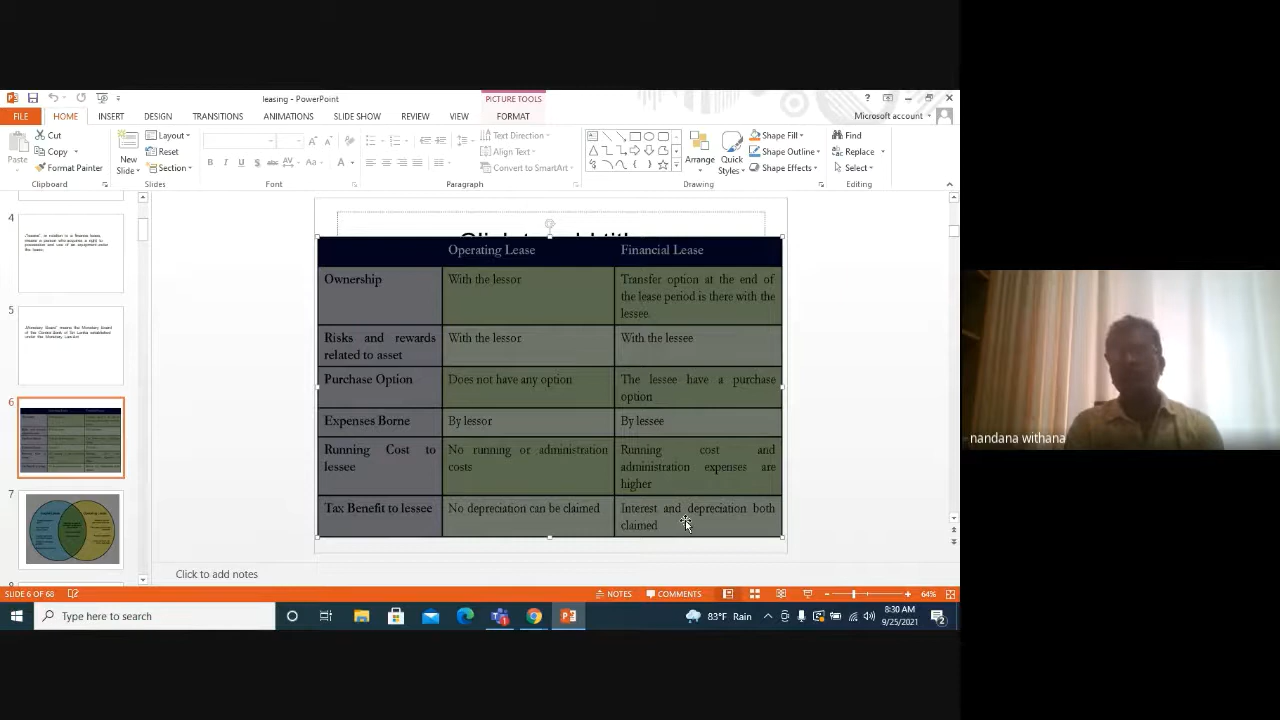 leasing - PowerPoint
PICTURE TOOLS
Microsoft account
FILE HOME INSERT DESIGN TRANSITIONS ANIMATIONS SLIDE SHOW REVIEW VIEW FORMAT
Cut
Copy
Format Painter
Paste
Clipboard
New
Slide
Layout
Reset
Section
Slides
Font
Text Direction
Align Text
Convert to SmartArt
Paragraph
Arrange
Quick
Styles
Shape Fill
Shape Outline
Shape Effects
Drawing
Find
Replace
Select
Editing
4
5
6
7
Operating Lease Financial Lease
Ownership With the lessor Transfer option at the end of
the lease period is there with the
lessee.
Risks and rewards With the lessor With the lessee
related to asset
Purchase Option Does not have any option The lessee have a purchase
option
Expenses Borne By lessor By lessee
Running Cost to No running or administration Running cost and
lessee costs administration expenses are
higher
Tax Benefit to lessee No depreciation can be claimed Interest and depreciation both
claimed
nandana withana
Click to add notes
SLIDE 6 OF 68 NOTES COMMENTS 64%
Type here to search
83°F Rain
8:30 AM
9/25/2021